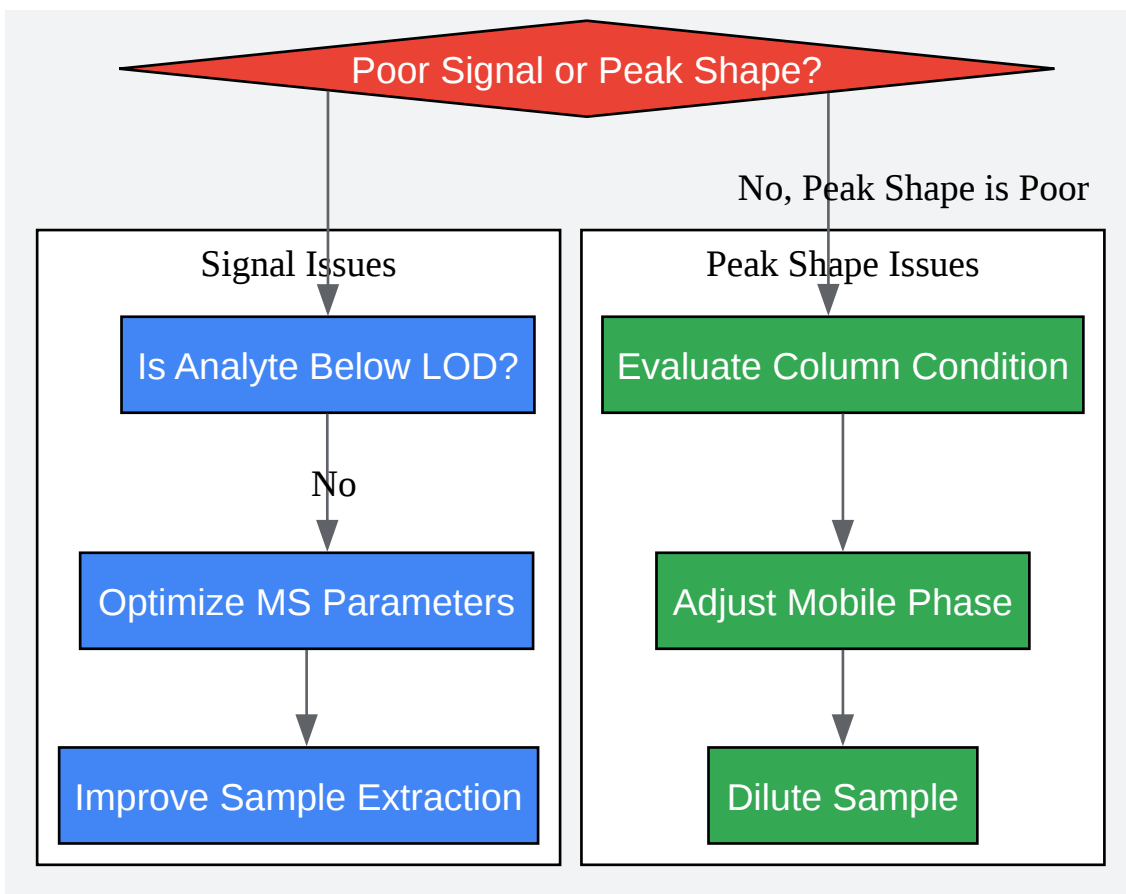 Poor Signal or Peak Shape?
No, Peak Shape is Poor
Signal Issues
Is Analyte Below LOD?
No
Optimize MS Parameters
Improve Sample Extraction
Peak Shape Issues
Evaluate Column Condition
Adjust Mobile Phase
Dilute Sample